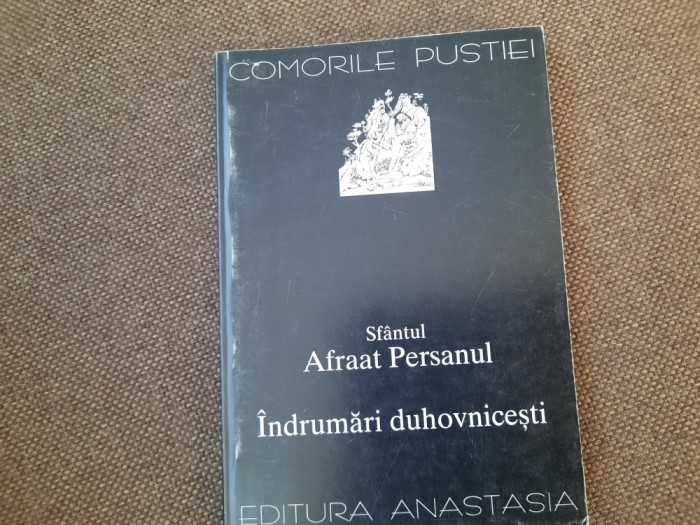 COMORILE PUSTIEI
Sfântul
Afraat Persanul
Îndrumări duhovnicești
EDITURA ANASTASIA